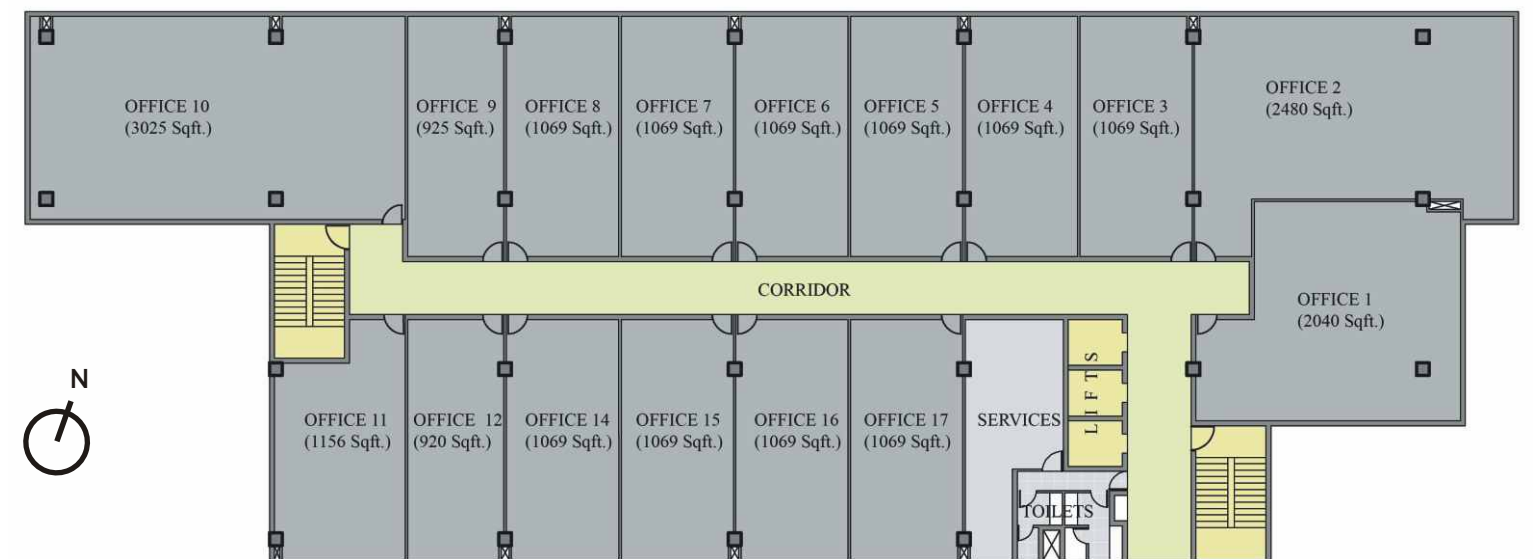 OFFICE 10
(3025 Sqft.)
OFFICE 9
(925 Sqft.)
OFFICE 8
(1069 Sqft.)
OFFICE 7
(1069 Sqft.)
OFFICE 6
(1069 Sqft.)
OFFICE 5
(1069 Sqft.)
OFFICE 4
(1069 Sqft.)
OFFICE 3
(1069 Sqft.)
OFFICE 2
(2480 Sqft.)
CORRIDOR
OFFICE 1
(2040 Sqft.)
N
OFFICE 11
(1156 Sqft.)
OFFICE 12
(920 Sqft.)
OFFICE 14
(1069 Sqft.)
OFFICE 15
(1069 Sqft.)
OFFICE 16
(1069 Sqft.)
OFFICE 17
(1069 Sqft.)
SERVICES
LIFTS
TOILETS